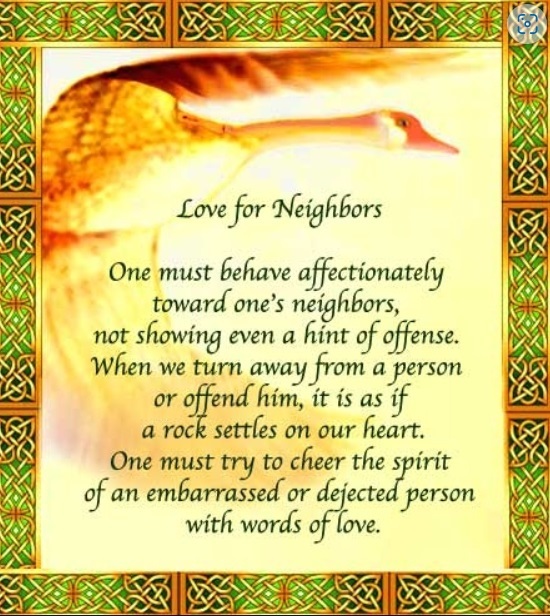 Love for Neighbors
One must behave affectionately
toward one's neighbors,
not showing even a hint of offense.
When we turn away from a person
or offend him, it is as if
a rock settles on our heart.
One must try to cheer the spirit
of an embarrassed or dejected person
with words of love.